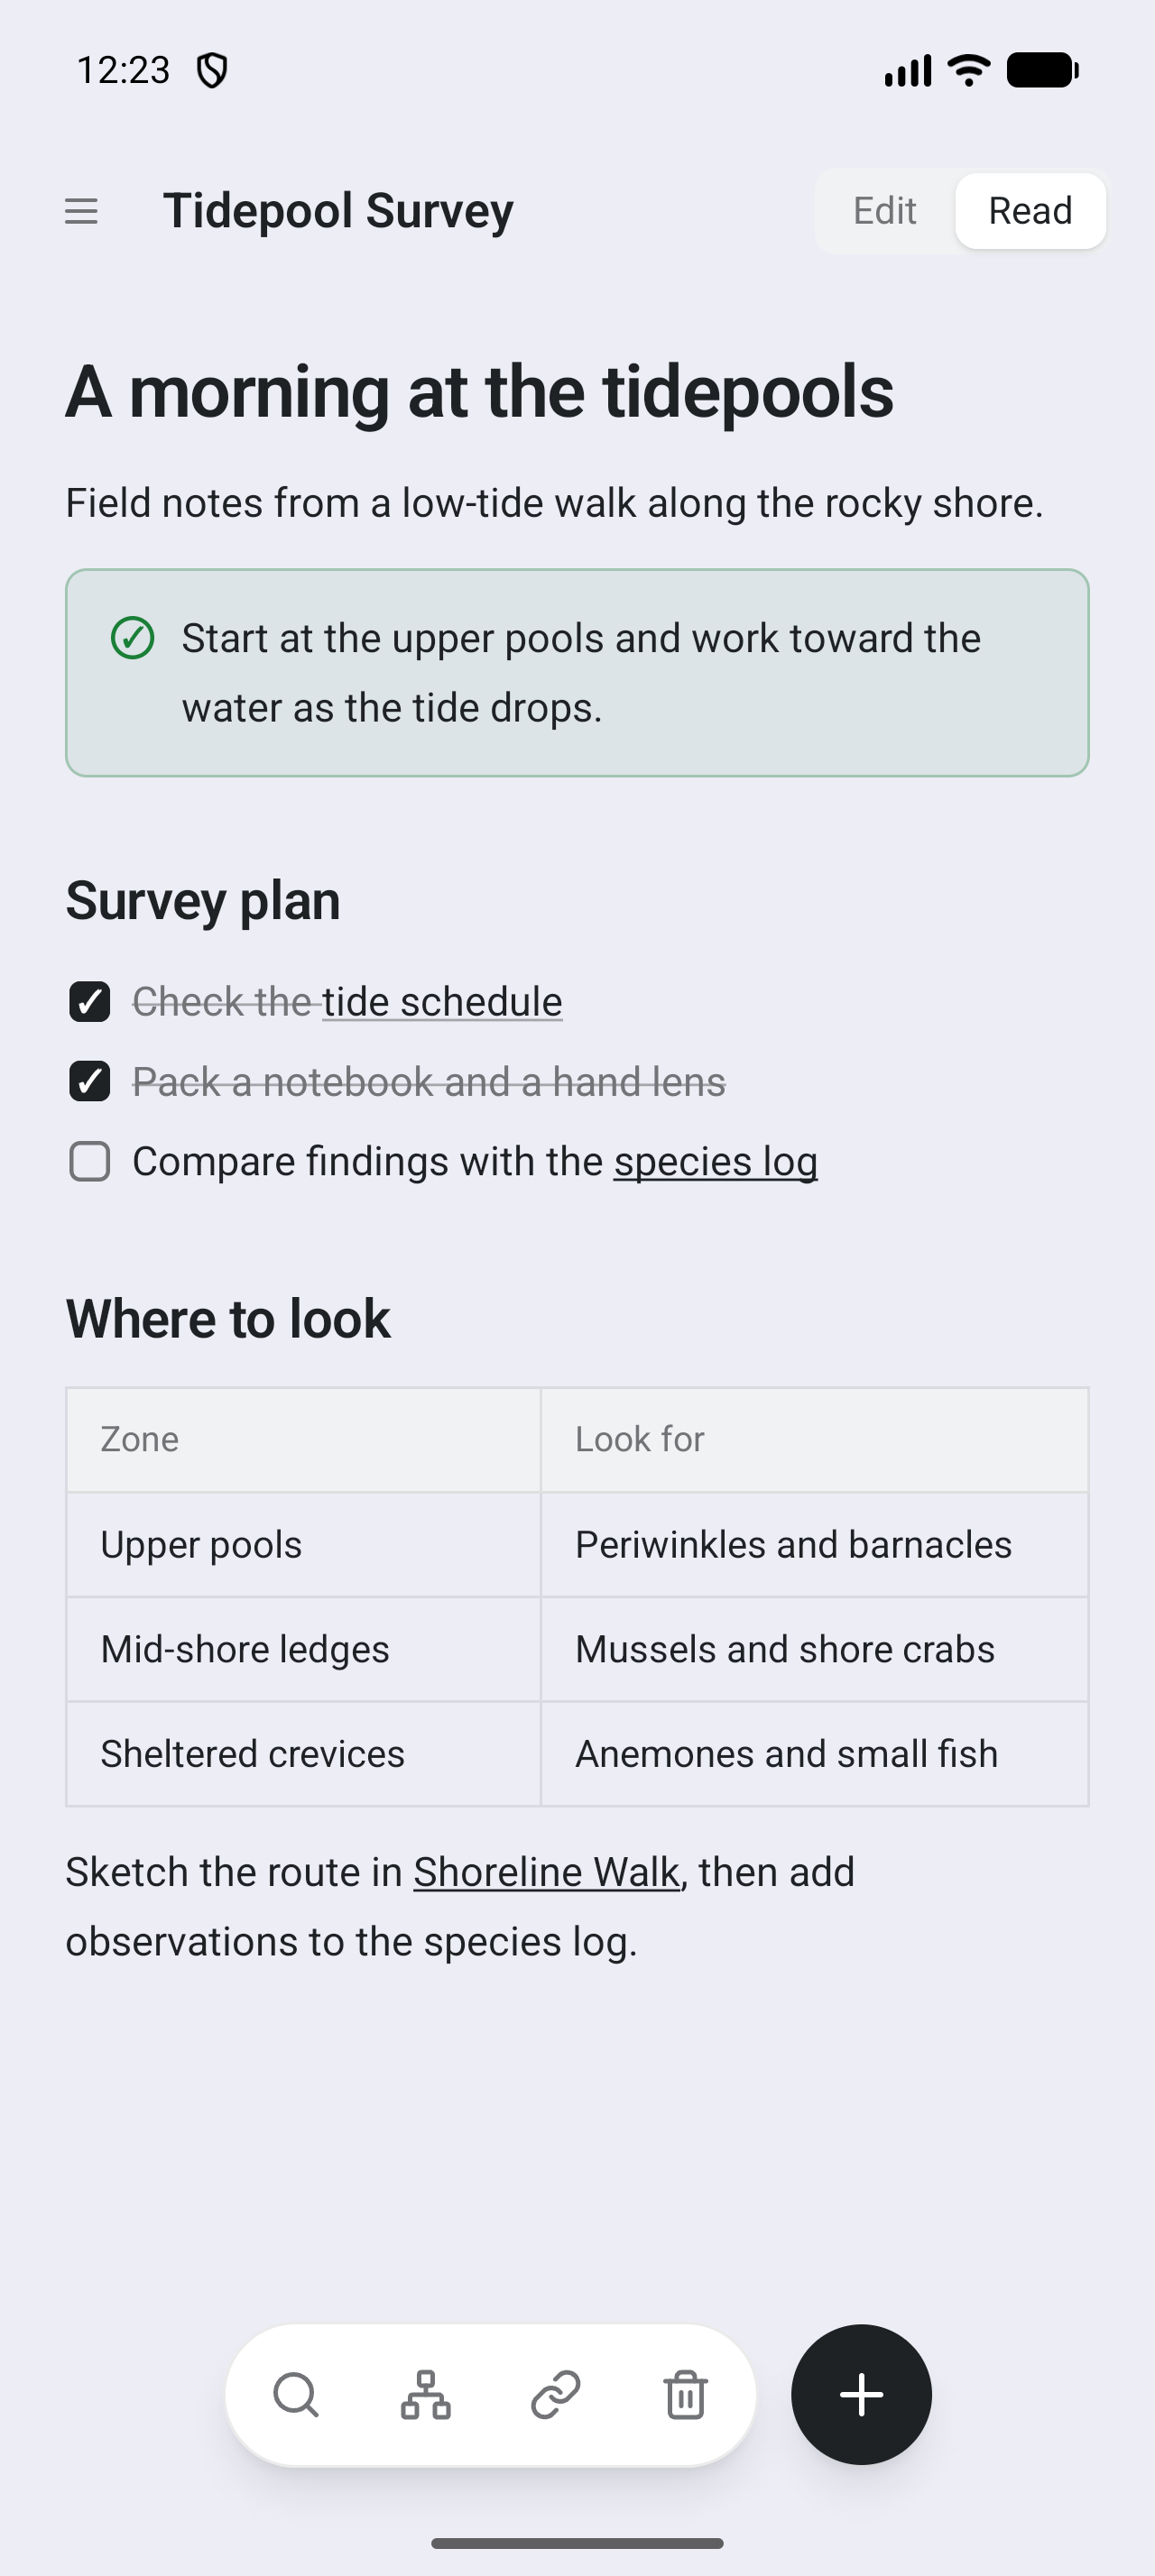 12:23
Tidepool Survey
Edit
Read
A morning at the tidepools
Field notes from a low-tide walk along the rocky shore.
Start at the upper pools and work toward the
water as the tide drops.
Survey plan
Check the tide schedule
Pack a notebook and a hand lens
Compare findings with the species log
Where to look
Zone
Look for
Upper pools
Periwinkles and barnacles
Mid-shore ledges
Mussels and shore crabs
Sheltered crevices
Anemones and small fish
Sketch the route in Shoreline Walk, then add
observations to the species log.